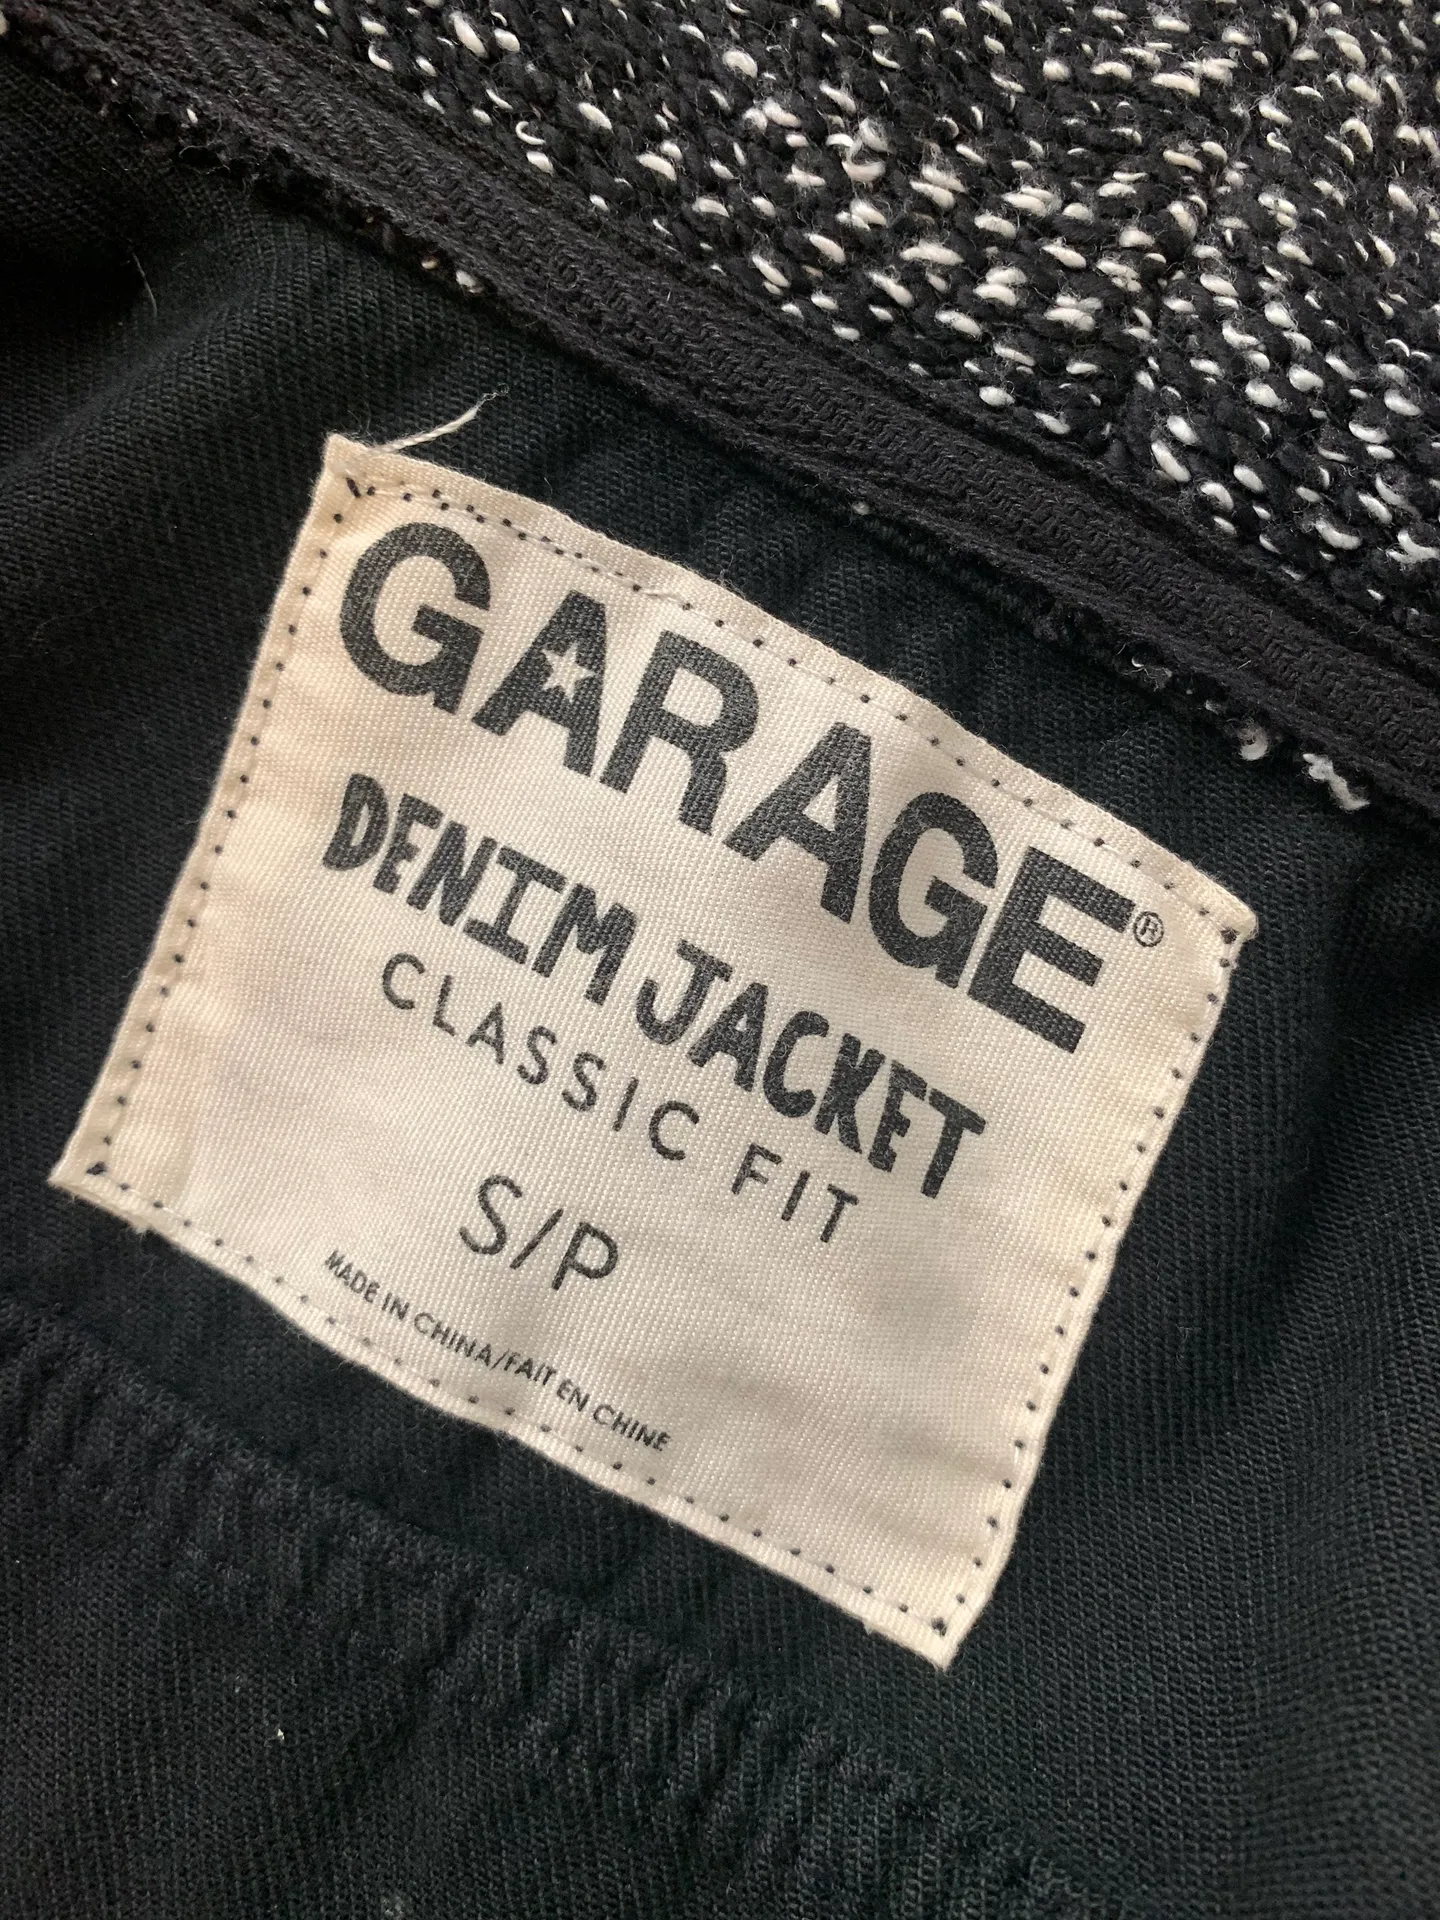 GARAGE®
DENIM JACKET
CLASSIC FIT
S/P
MADE IN CHINA/FAIT EN CHINE